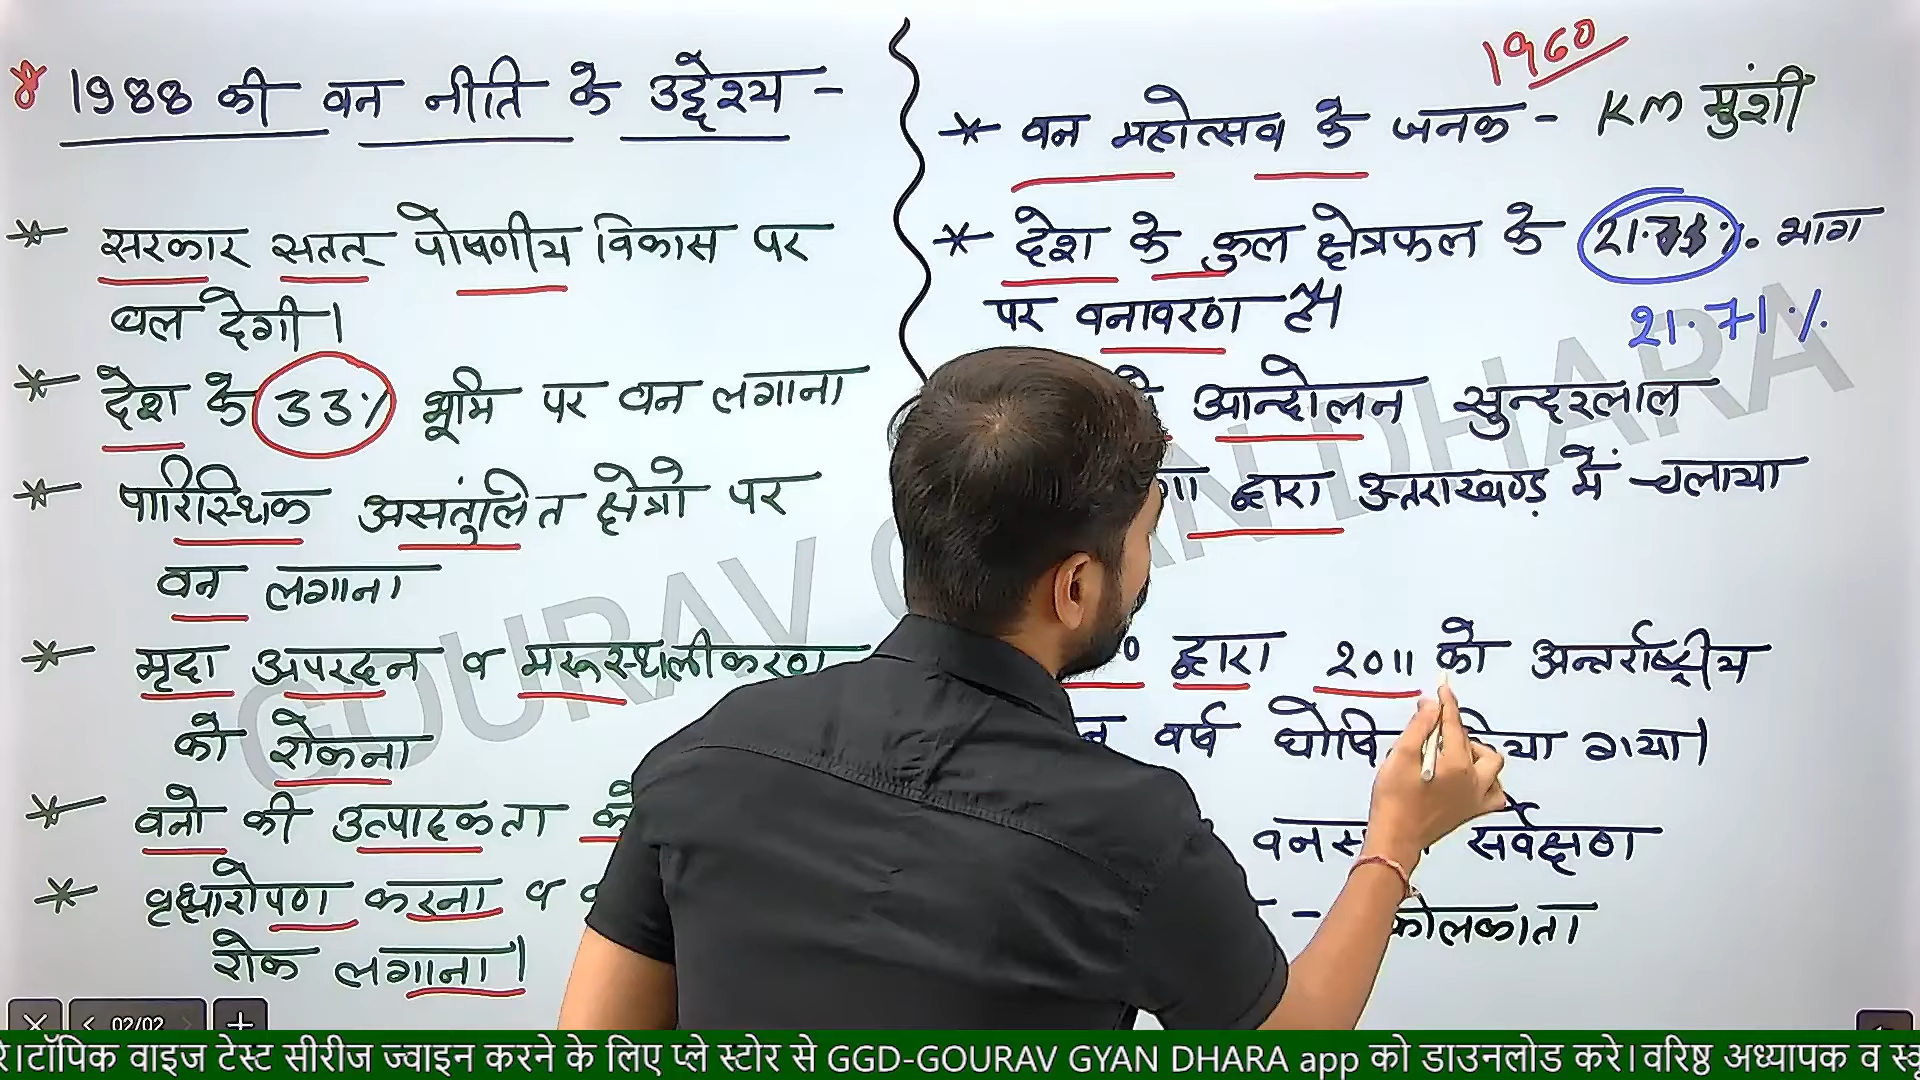 1988 की वन नीति के उद्देश्य -
* सरकार सतत् पोषणीय विकास पर
बल देगी।
* देश के 33% भूमि पर वन लगाना
* पारिस्थिक असंतुलित क्षेत्रो पर
वन लगाना।
* मृदा अपरदन व मरूस्थलीकरण
को रोकना
* वनो की उत्पादकता को
* वृक्षारोपण करना व
रोक लगाना।
1960
* वन महोत्सव के जनक - KM मुंशी
* देश के कुल क्षेत्रफल के 21.71% भाग
पर वनावरण है।
21.71%
आन्दोलन सुन्दरलाल
द्वारा उत्तराखण्ड में चलाया
द्वारा 2011 को अन्तर्राष्ट्रीय
वर्ष घोषित किया गया।
सर्वेक्षण
- कोलकाता
GOURAV GYAN DHARA
02/02
रे।टॉपिक वाइज टेस्ट सीरीज ज्वाइन करने के लिए प्ले स्टोर से GGD-GOURAV GYAN DHARA app को डाउनलोड करे।वरिष्ठ अध्यापक व स्कू